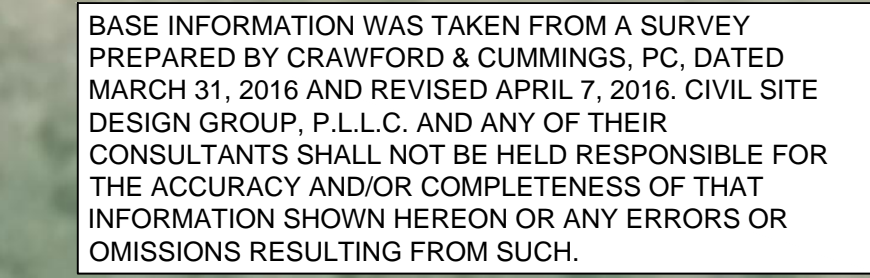 BASE INFORMATION WAS TAKEN FROM A SURVEY
PREPARED BY CRAWFORD & CUMMINGS, PC, DATED
MARCH 31, 2016 AND REVISED APRIL 7, 2016. CIVIL SITE
DESIGN GROUP, P.L.L.C. AND ANY OF THEIR
CONSULTANTS SHALL NOT BE HELD RESPONSIBLE FOR
THE ACCURACY AND/OR COMPLETENESS OF THAT
INFORMATION SHOWN HEREON OR ANY ERRORS OR
OMISSIONS RESULTING FROM SUCH.